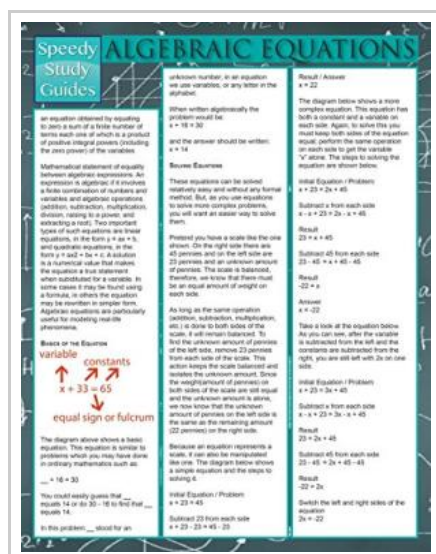 Speedy
Study
Guides
ALGEBRAIC EQUATIONS
an equation obtained by equating
to zero a sum of a finite number of
terms each one of which is a product
of positive integral powers (including
the zero power) of the variables
Mathematical statement of equality
between algebraic expressions. An
expression is algebraic if it involves
a finite combination of numbers and
variables and algebraic operations
(addition, subtraction, multiplication,
division, raising to a power, and
extracting a root). Two important
types of such equations are linear
equations, in the form y = ax + b,
and quadratic equations, in the
form y = ax2 + bx + c. A solution
is a numerical value that makes
the equation a true statement
when substituted for a variable. In
some cases it may be found using
a formula; in others the equation
may be rewritten in simpler form.
Algebraic equations are particularly
useful for modeling real-life
phenomena.
BASICS OF THE EQUATION
variable
constants
x + 33 = 65
equal sign or fulcrum
The diagram above shows a basic
equation. This equation is similar to
problems which you may have done
in ordinary mathematics such as
__ + 16 = 30
You could easily guess that __
equals 14 or do 30 - 16 to find that __
equals 14.
In this problem __ stood for an
unknown number, in an equation
we use variables, or any letter in the
alphabet.
When written algebraically the
problem would be:
x + 16 = 30
and the answer should be written:
x = 14
SOLVING EQUATIONS
These equations can be solved
relatively easy and without any formal
method. But, as you use equations
to solve more complex problems,
you will want an easier way to solve
them.
Pretend you have a scale like the one
shown. On the right side there are
45 pennies and on the left side are
23 pennies and an unknown amount of
pennies. The scale is balanced,
therefore, we know that there must
be an equal amount of weight on
each side.
As long as the same operation
(addition, subtraction, multiplication,
etc.) is done to both sides of the
scale, it will remain balanced. To
find the unknown amount of pennies
of the left side, remove 23 pennies
from each side of the scale. This
action keeps the scale balanced and
isolates the unknown amount. Since
the weight(amount of pennies) on
both sides of the scale are still equal
and the unknown amount is alone,
we now know that the unknown
amount of pennies on the left side is
the same as the remaining amount
(22 pennies) on the right side.
Because an equation represents a
scale, it can also be manipulated
like one. The diagram below shows
a simple equation and the steps to
solving it.
Initial Equation / Problem
x + 23 = 45
Subtract 23 from each side
x + 23 - 23 = 45 - 23
Result / Answer
x = 22
The diagram below shows a more
complex equation. This equation has
both a constant and a variable on
each side. Again, to solve this you
must keep both sides of the equation
equal; perform the same operation
on each side to get the variable
"x" alone. The steps to solving the
equation are shown below.
Initial Equation / Problem
x + 23 = 2x + 45
Subtract x from each side
x - x + 23 = 2x - x + 45
Result
23 = x + 45
Subtract 45 from each side
23 - 45 = x + 45 - 45
Result
-22 = x
Answer
x = -22
Take a look at the equation below.
As you can see, after the variable
is subtracted from the left and the
constants are subtracted from the
right, you are still left with 2x on one
side.
Initial Equation / Problem
x + 23 = 3x + 45
Subtract x from each side
x - x + 23 = 3x - x + 45
Result
23 = 2x + 45
Subtract 45 from each side
23 - 45 = 2x + 45 - 45
Result
-22 = 2x
Switch the left and right sides of the
equation
2x = -22